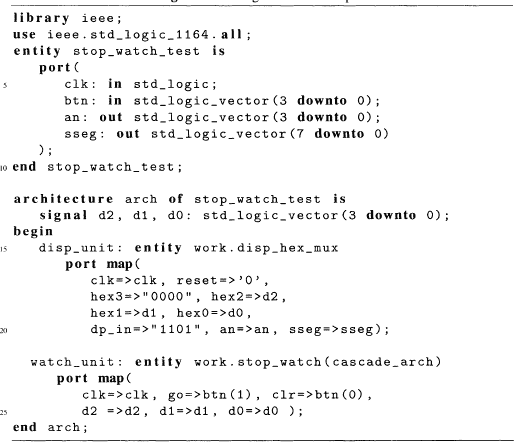 library ieee;
use ieee.std_logic_1164.all;
entity stop_watch_test is
port(
5 clk: in std_logic;
btn: in std_logic_vector(3 downto 0);
an: out std_logic_vector(3 downto 0);
sseg: out std_logic_vector(7 downto 0)
);
10 end stop_watch_test;
architecture arch of stop_watch_test is
signal d2, d1, d0: std_logic_vector(3 downto 0);
begin
15 disp_unit: entity work.disp_hex_mux
port map(
clk=>clk, reset=>'0',
hex3=>"0000", hex2=>d2,
hex1=>d1, hex0=>d0,
20 dp_in=>"1101", an=>an, sseg=>sseg);
watch_unit: entity work.stop_watch(cascade_arch)
port map(
clk=>clk, go=>btn(1), clr=>btn(0),
25 d2 =>d2, d1=>d1, d0=>d0 );
end arch;